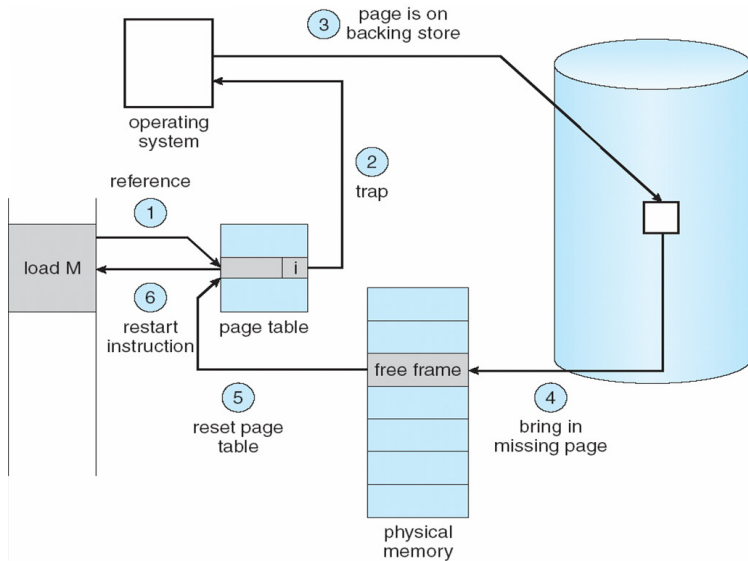 3
page is on
backing store
operating
system
2
trap
reference
1
load M
i
6
restart
instruction
page table
free frame
5
reset page
table
4
bring in
missing page
physical
memory